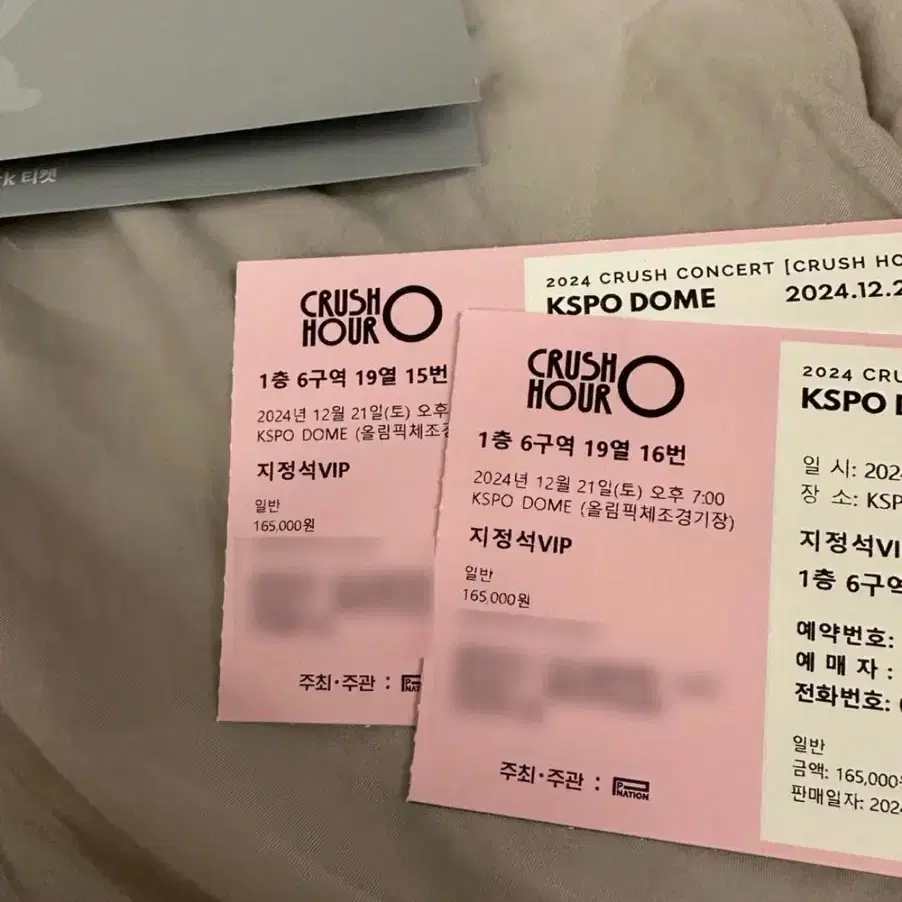 티켓
CRUSH
HOUR
1층 6구역 19열 15번
2024년 12월 21일(토) 오후
KSPO DOME (올림픽체조
지정석VIP
일반
165,000원
주최·주관 :
2024 CRUSH CONCERT [CRUSH HO
KSPO DOME 2024.12.2
CRUSH
HOUR
1층 6구역 19열 16번
2024년 12월 21일(토) 오후 7:00
KSPO DOME (올림픽체조경기장)
지정석VIP
일반
165,000원
주최·주관 : P NATION
2024 CRU
KSPO
일 시: 202
장 소: KSP
지정석VI
1층 6구역
예약번호:
예 매 자 :
전화번호:
일반
금액: 165,000
판매일자: 202